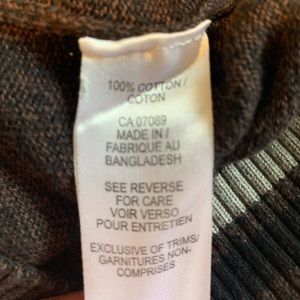 100% COTTON /
COTON
CA 07089
MADE IN /
FABRIQUE AU
BANGLADESH
SEE REVERSE
FOR CARE
VOIR VERSO
POUR ENTRETIEN
EXCLUSIVE OF TRIMS/
GARNITURES NON-
COMPRISES